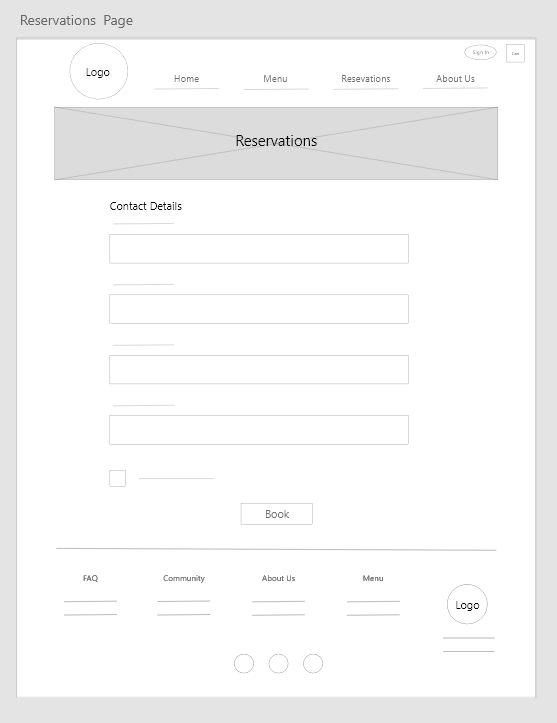 Reservations Page
Logo
Sign In
Home
Menu
Resevations
About Us
Reservations
Contact Details
Book
FAQ
Community
About Us
Menu
Logo